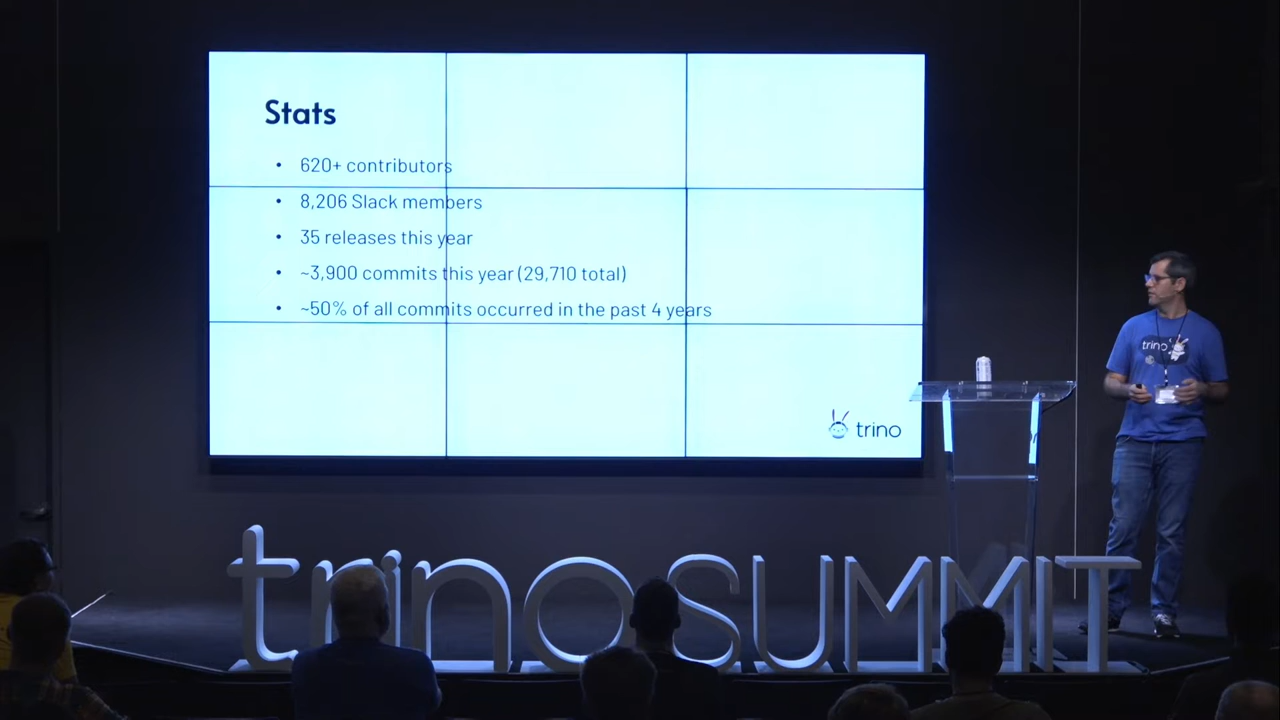 Stats
• 620+ contributors
• 8,206 Slack members
• 35 releases this year
• ~3,900 commits this year (29,710 total)
• ~50% of all commits occurred in the past 4 years
trino
trino
trinoSUMMIT